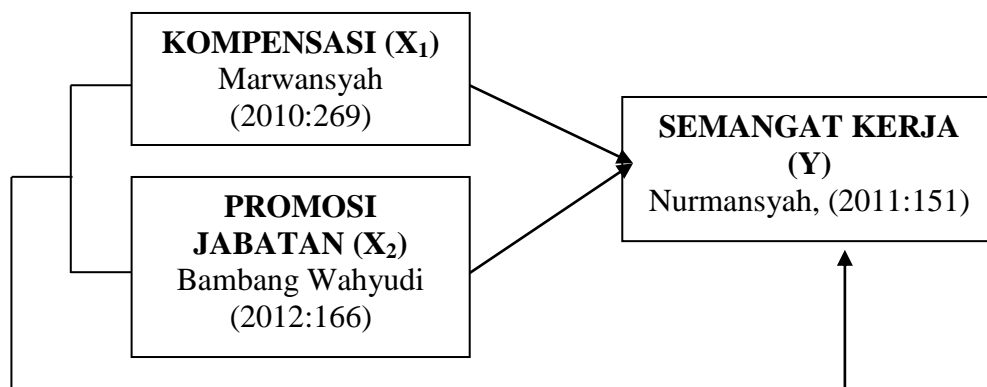 KOMPENSASI (X₁)
Marwansyah
(2010:269)
PROMOSI
JABATAN (X₂)
Bambang Wahyudi
(2012:166)
SEMANGAT KERJA
(Y)
Nurmansyah, (2011:151)